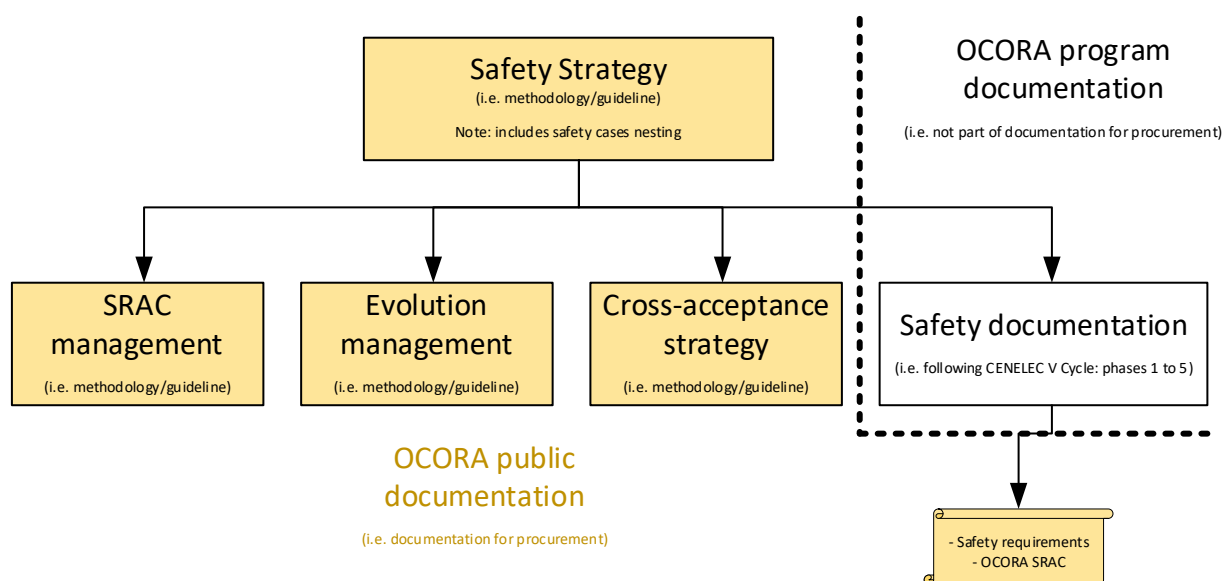 Safety Strategy
(i.e. methodology/guideline)
Note: includes safety cases nesting
OCORA program
documentation
(i.e. not part of documentation for procurement)
SRAC
management
(i.e. methodology/guideline)
Evolution
management
(i.e. methodology/guideline)
Cross-acceptance
strategy
(i.e. methodology/guideline)
Safety documentation
(i.e. following CENELEC V Cycle: phases 1 to 5)
OCORA public
documentation
(i.e. documentation for procurement)
- Safety requirements
- OCORA SRAC